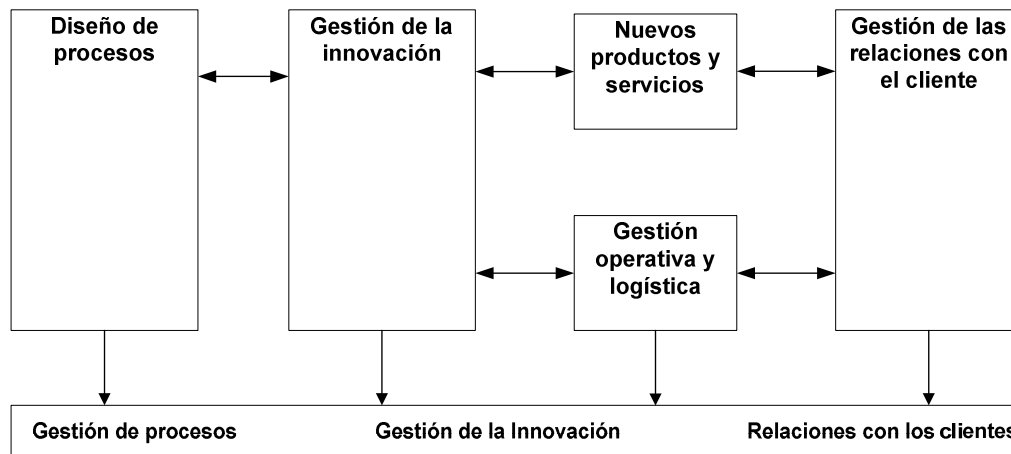 Diseño de
procesos
Gestión de la
innovación
Nuevos
productos y
servicios
Gestión de las
relaciones con
el cliente
Gestión
operativa y
logística
Gestión de procesos
Gestión de la Innovación
Relaciones con los clientes